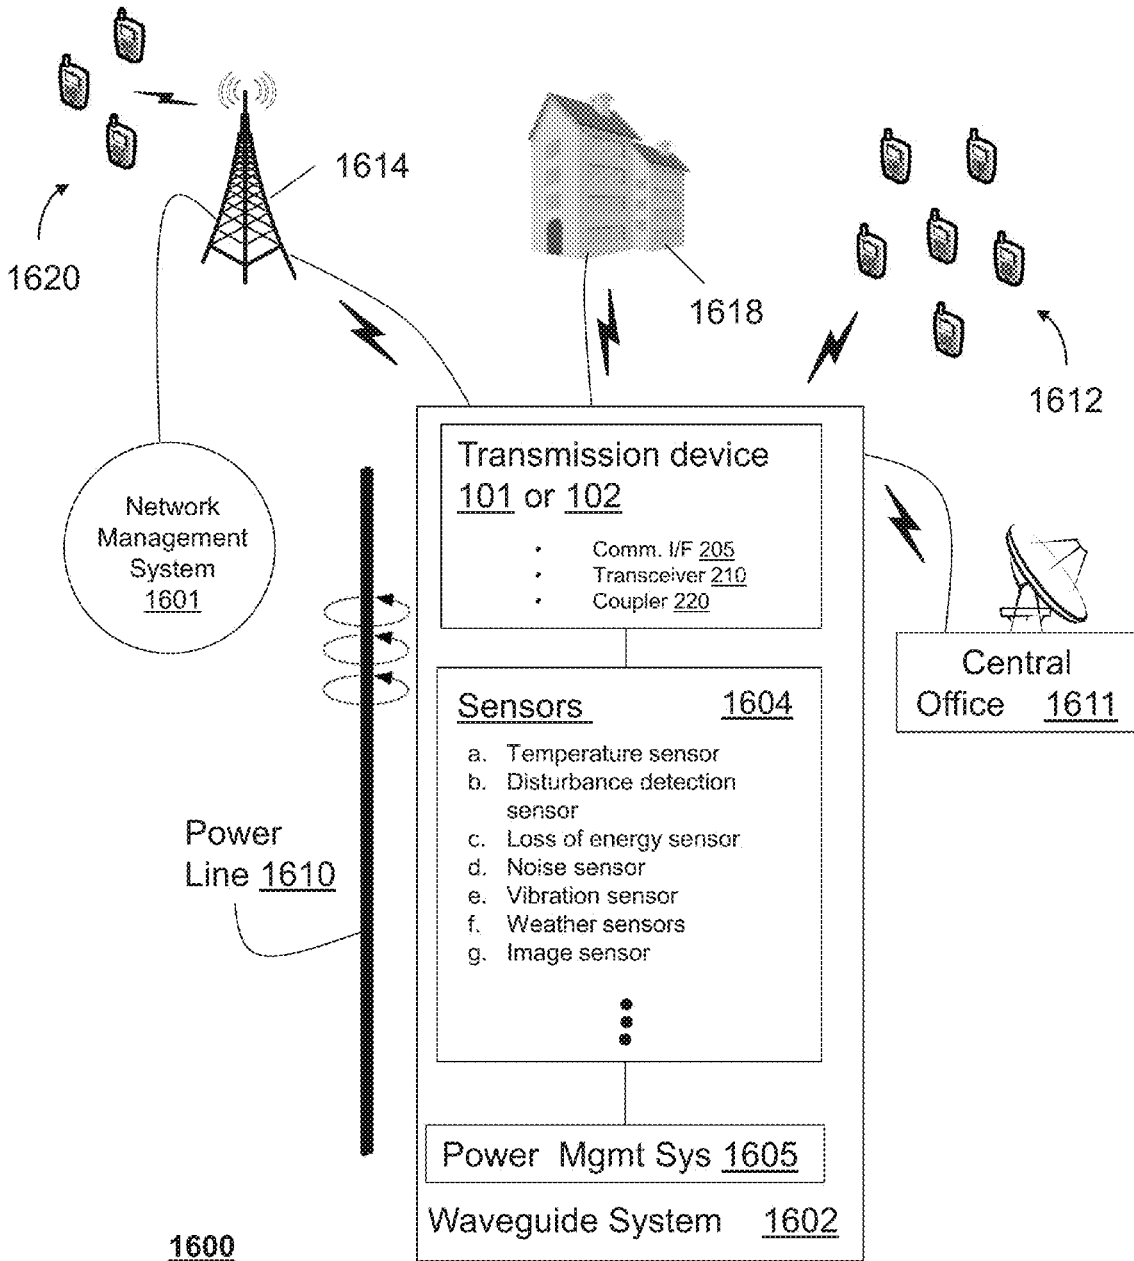 1614
1620
1618
1612
Transmission device
101 or 102
• Comm. I/F 205
• Transceiver 210
• Coupler 220
Network
Management
System
1601
Central
Office 1611
Sensors 1604
a. Temperature sensor
b. Disturbance detection
sensor
c. Loss of energy sensor
d. Noise sensor
e. Vibration sensor
f. Weather sensors
g. Image sensor
Power
Line 1610
Power Mgmt Sys 1605
Waveguide System 1602
1600